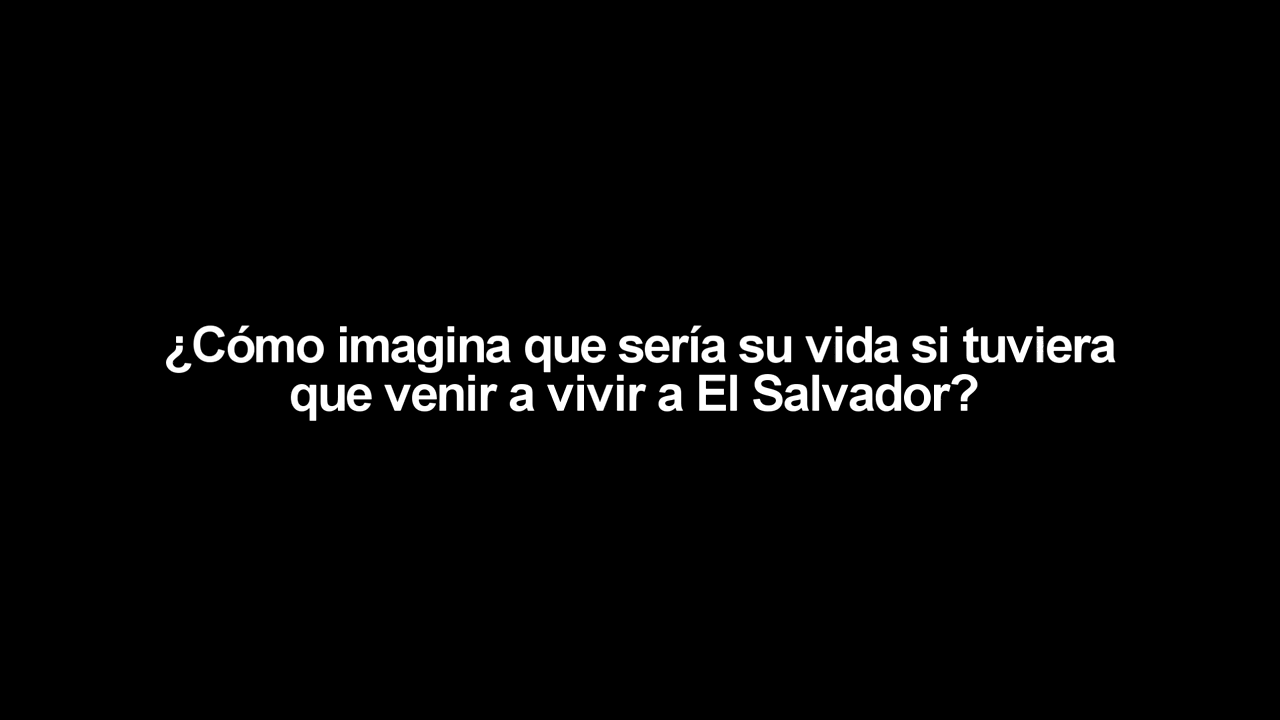 ¿Cómo imagina que sería su vida si tuviera
que venir a vivir a El Salvador?